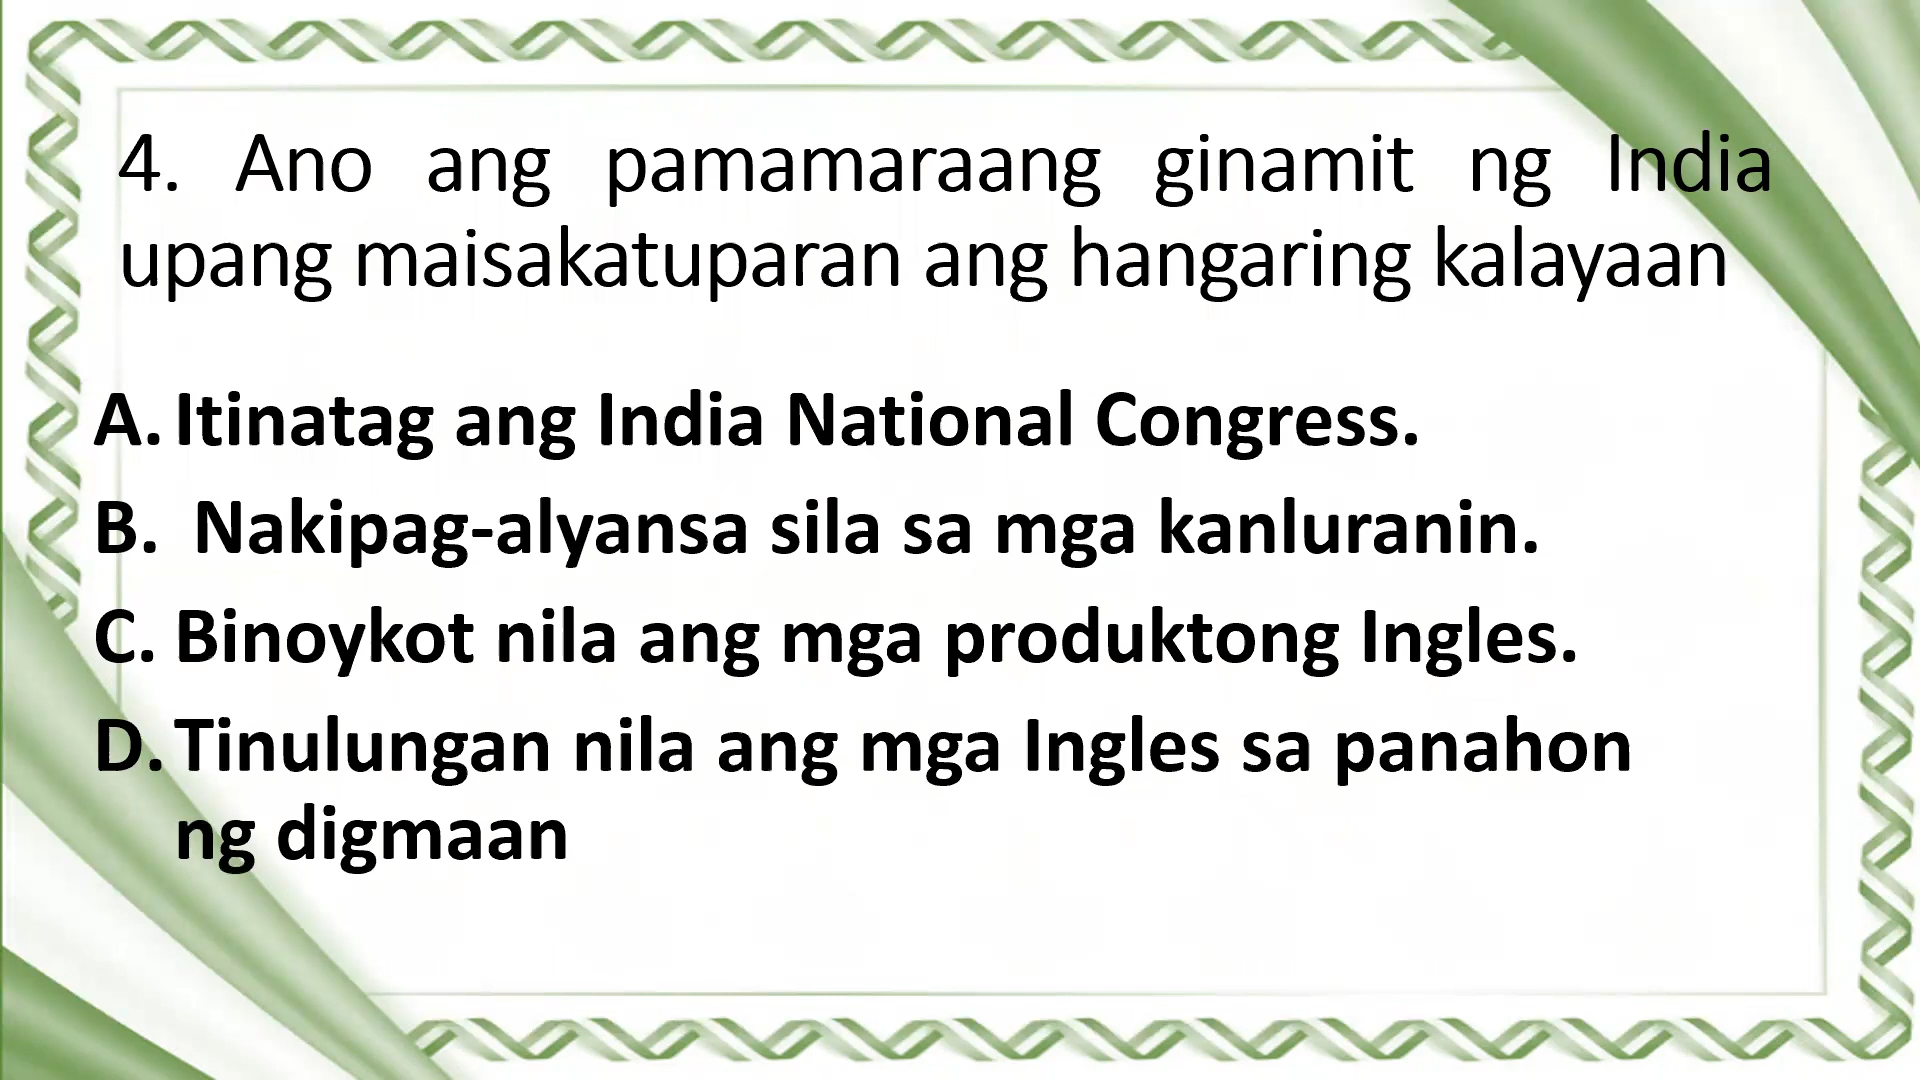 4. Ano ang pamamaraang ginamit ng India
upang maisakatuparan ang hangaring kalayaan
A. Itinatag ang India National Congress.
B. Nakipag-alyansa sila sa mga kanluranin.
C. Binoykot nila ang mga produktong Ingles.
D. Tinulungan nila ang mga Ingles sa panahon
ng digmaan